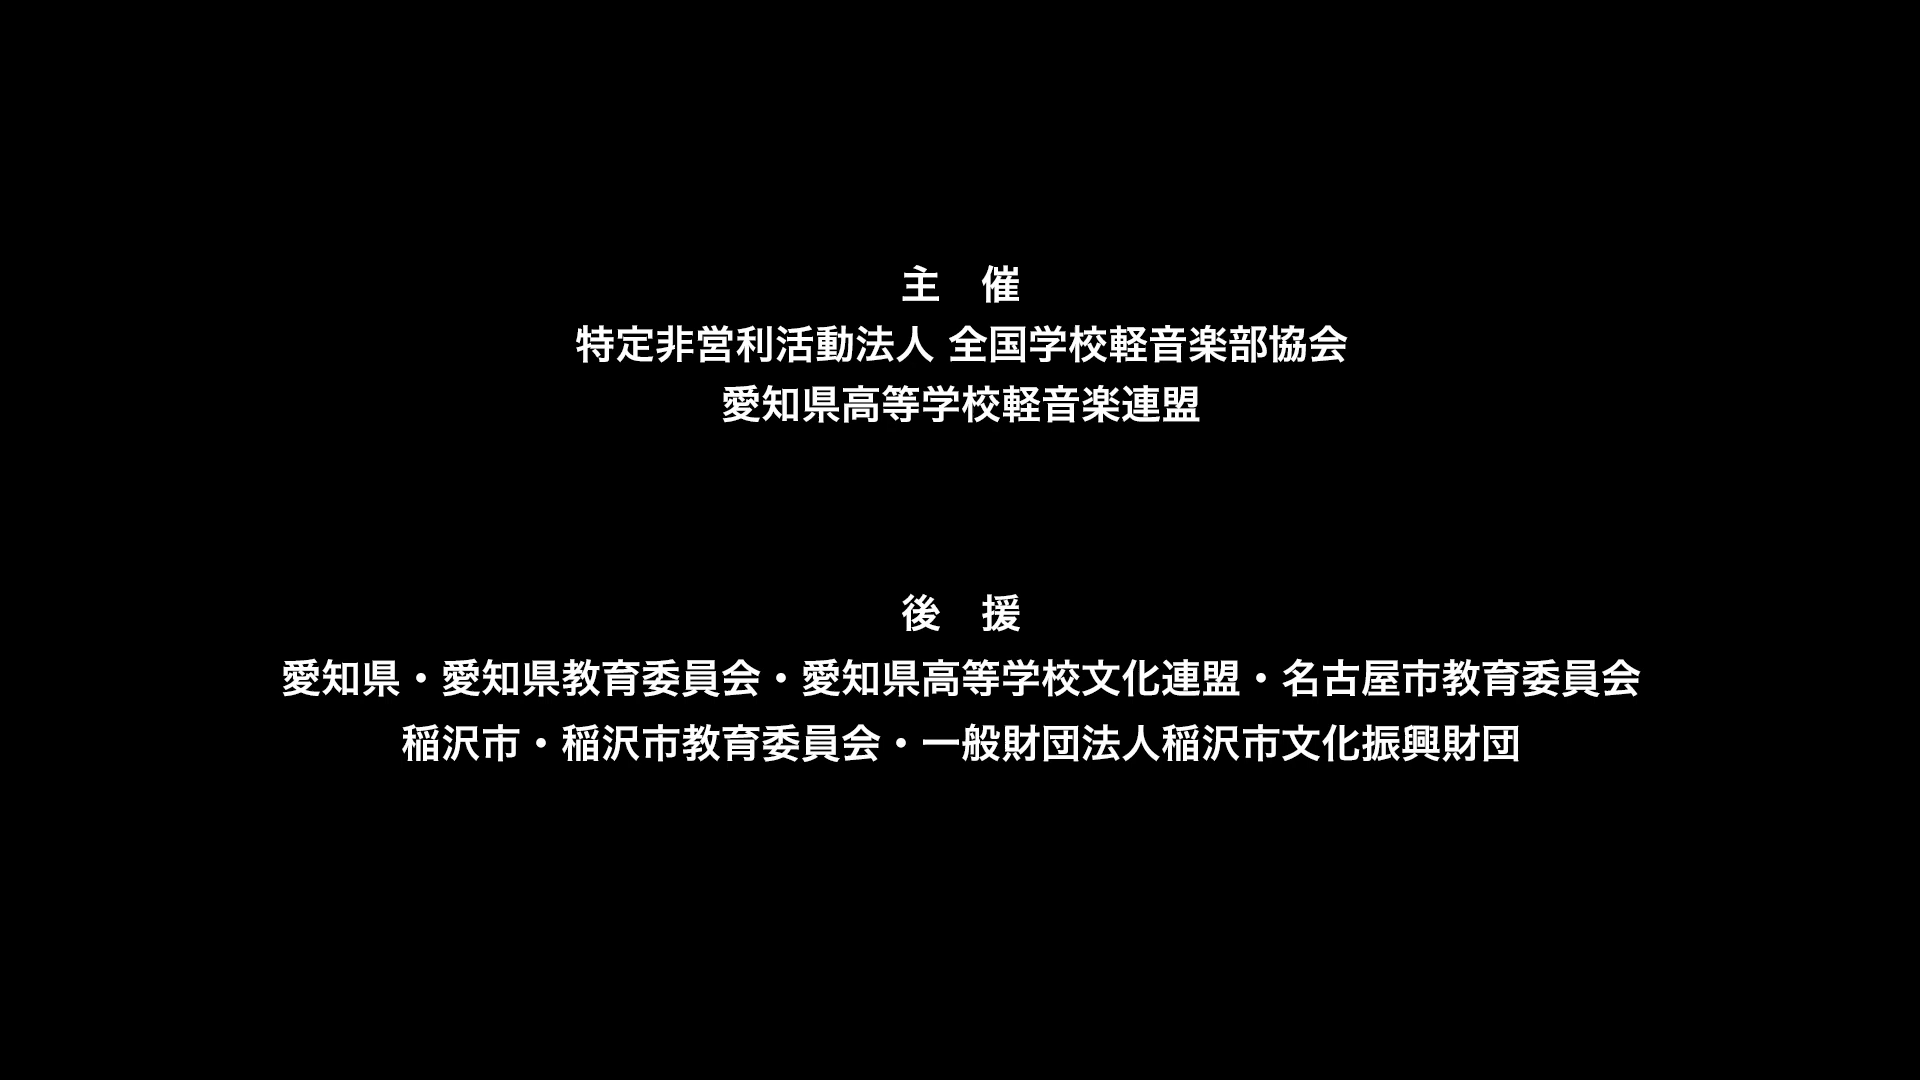 主　催
特定非営利活動法人 全国学校軽音楽部協会
愛知県高等学校軽音楽連盟
後　援
愛知県・愛知県教育委員会・愛知県高等学校文化連盟・名古屋市教育委員会
稲沢市・稲沢市教育委員会・一般財団法人稲沢市文化振興財団